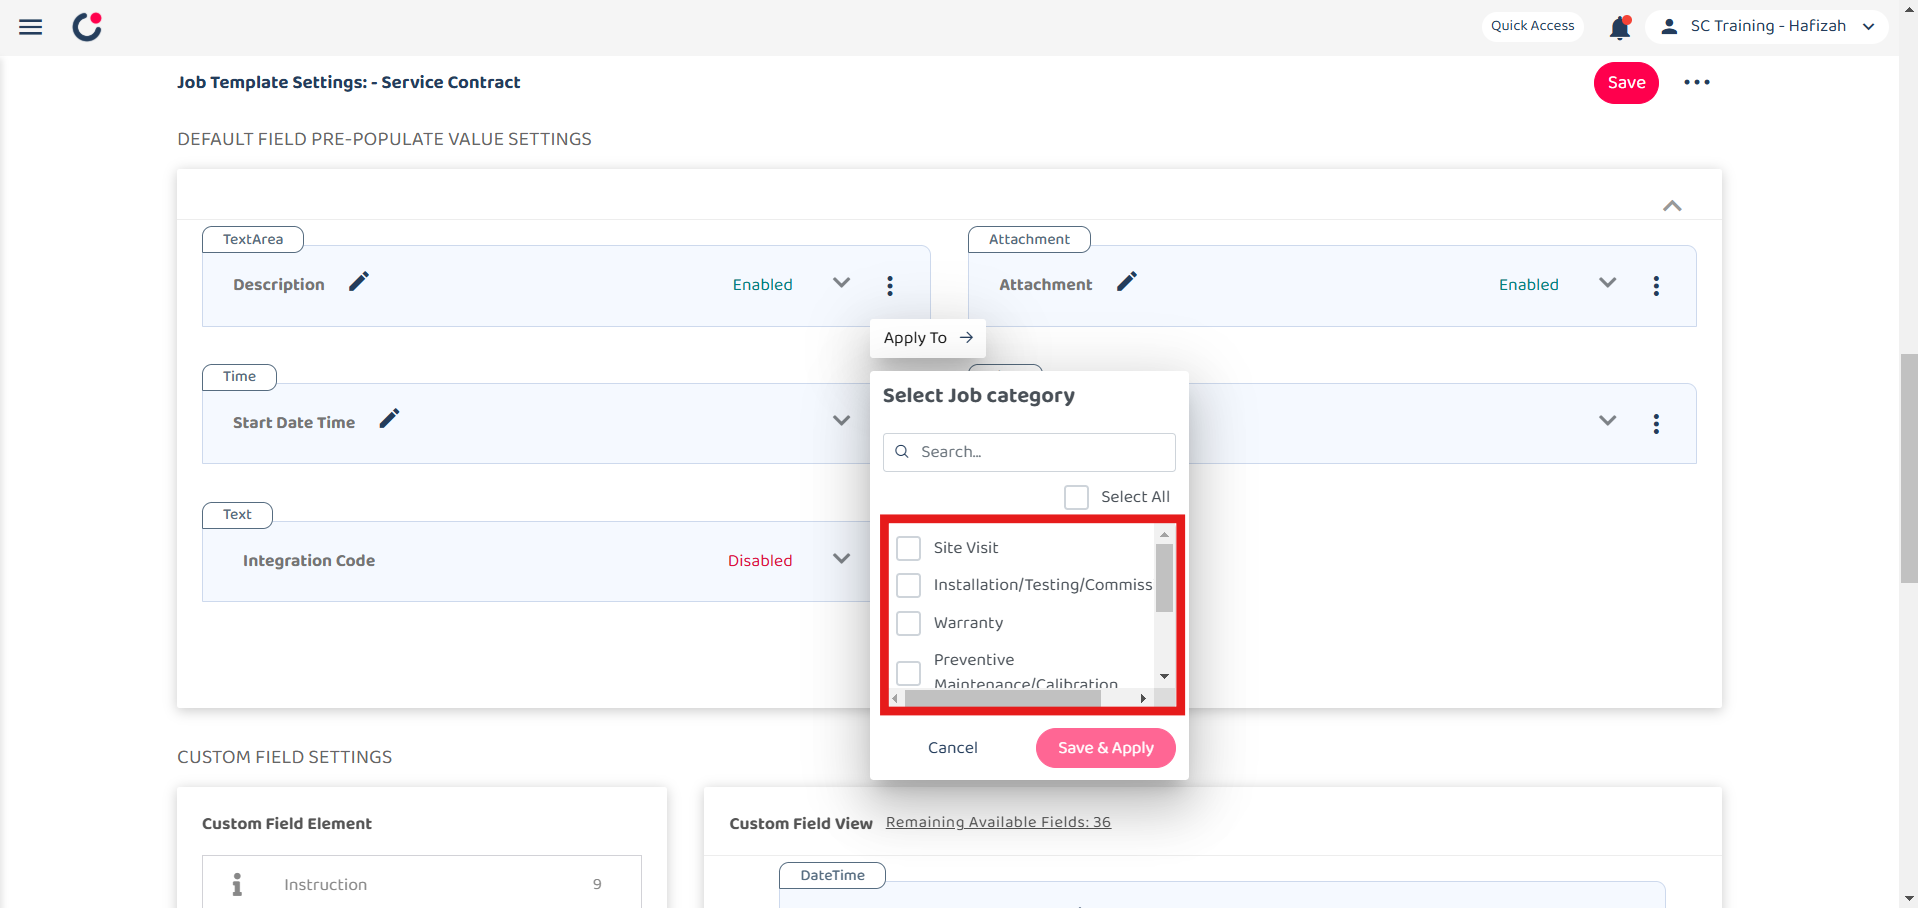 Quick Access
SC Training - Hafizah
Job Template Settings: - Service Contract
Save
DEFAULT FIELD PRE-POPULATE VALUE SETTINGS
TextArea
Description
Enabled
Attachment
Attachment
Enabled
Apply To
Time
Start Date Time
Select Job category
Search...
Select All
Text
Integration Code
Disabled
Site Visit
Installation/Testing/Commiss
Warranty
Preventive
Maintenance/Calibration
Cancel
Save & Apply
CUSTOM FIELD SETTINGS
Custom Field Element
Instruction
9
Custom Field View
Remaining Available Fields: 36
DateTime